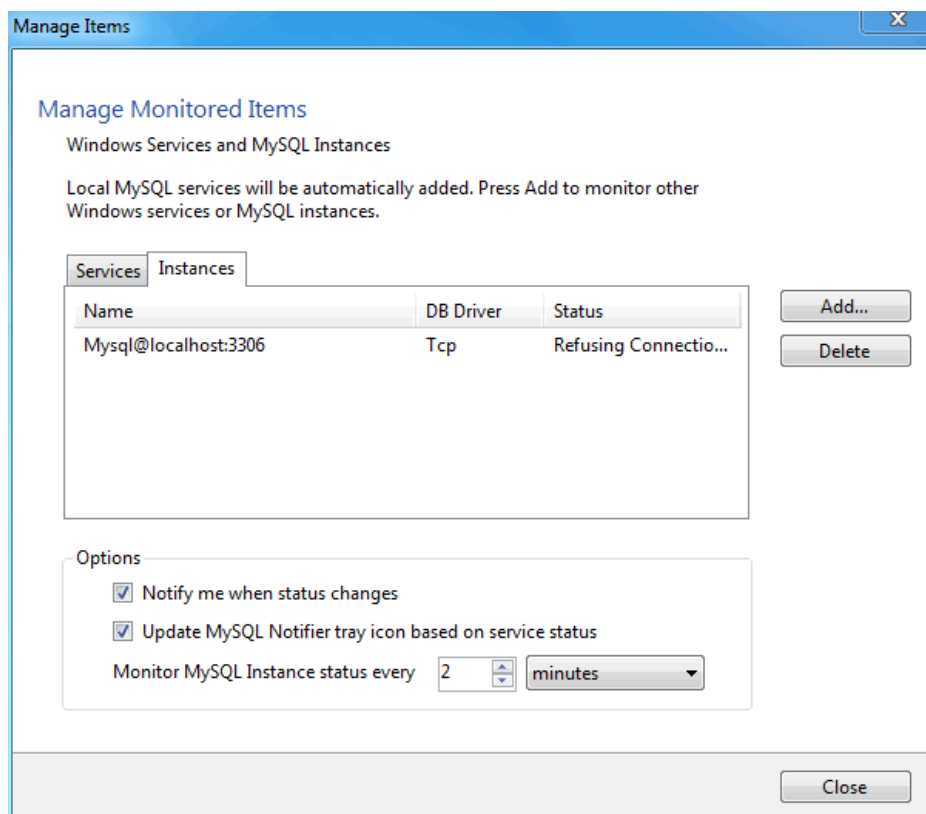 Manage Items
Manage Monitored Items
Windows Services and MySQL Instances
Local MySQL services will be automatically added. Press Add to monitor other
Windows services or MySQL instances.
Services Instances
Name DB Driver Status
Mysql@localhost:3306 Tcp Refusing Connectio...
Add...
Delete
Options
Notify me when status changes
Update MySQL Notifier tray icon based on service status
Monitor MySQL Instance status every 2 minutes
Close